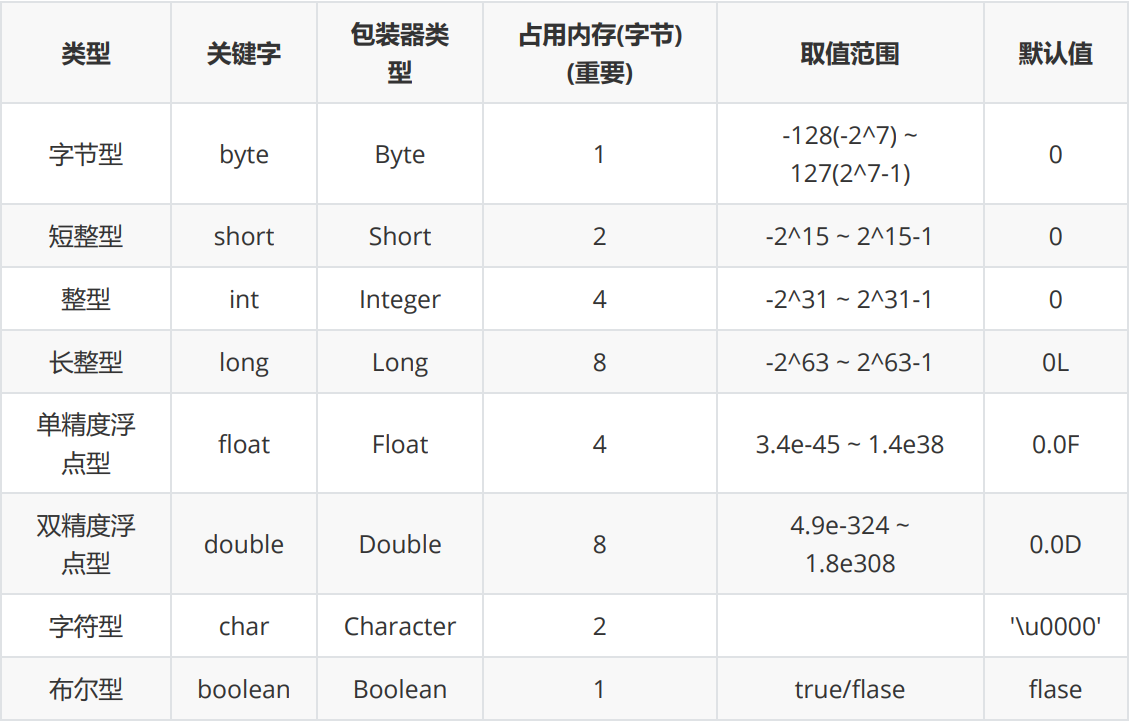 类型 关键字 包装器类型 占用内存(字节)(重要) 取值范围 默认值
字节型 byte Byte 1 -128(-2^7) ~ 127(2^7-1) 0
短整型 short Short 2 -2^15 ~ 2^15-1 0
整型 int Integer 4 -2^31 ~ 2^31-1 0
长整型 long Long 8 -2^63 ~ 2^63-1 0L
单精度浮点型 float Float 4 3.4e-45 ~ 1.4e38 0.0F
双精度浮点型 double Double 8 4.9e-324 ~ 1.8e308 0.0D
字符型 char Character 2 '\u0000'
布尔型 boolean Boolean 1 true/flase flase